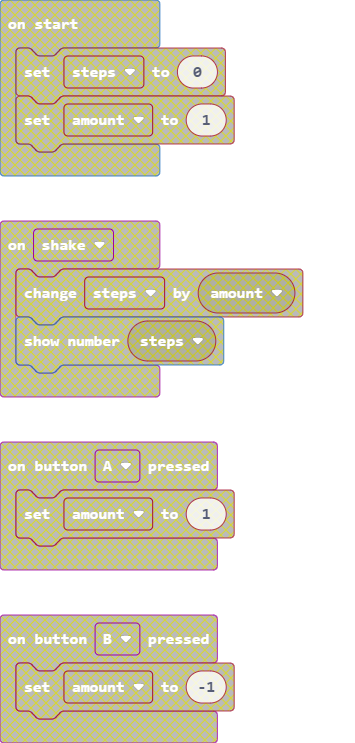 on start
set steps to 0
set amount to 1
on shake
change steps by amount
show number steps
on button A pressed
set amount to 1
on button B pressed
set amount to -1